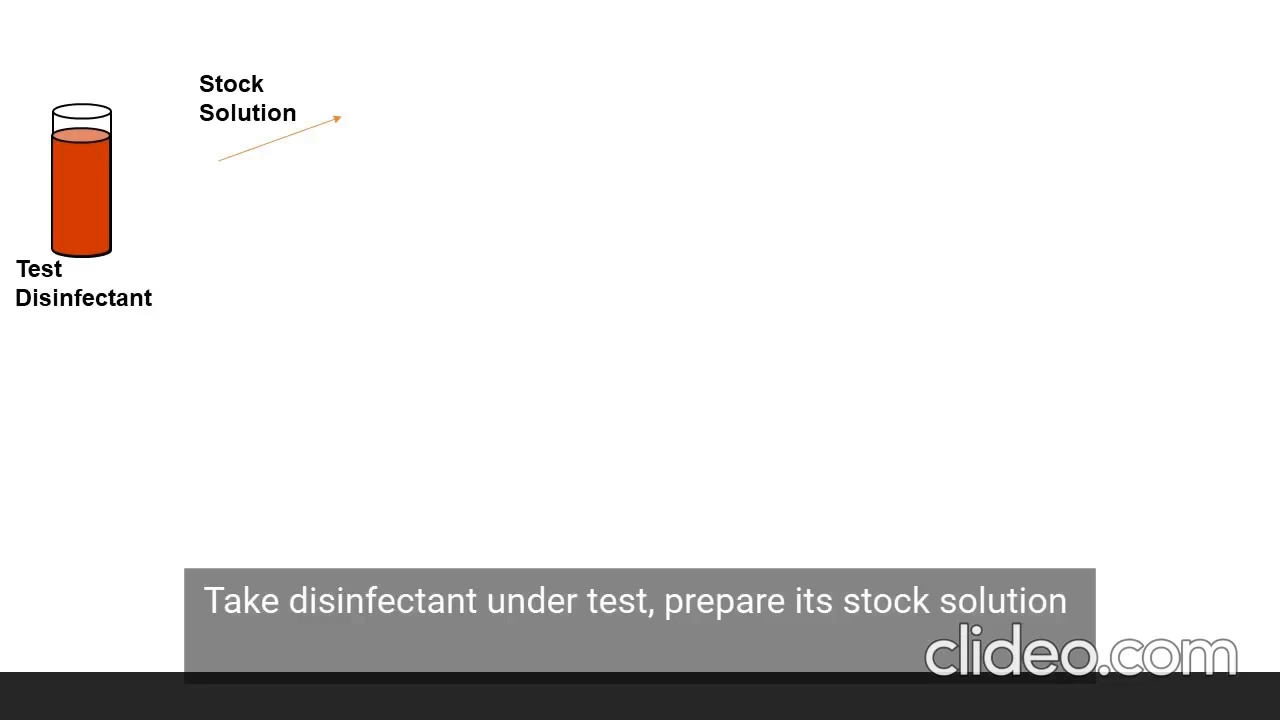 Stock
Solution
Test
Disinfectant
Take disinfectant under test, prepare its stock solution
clideo.com